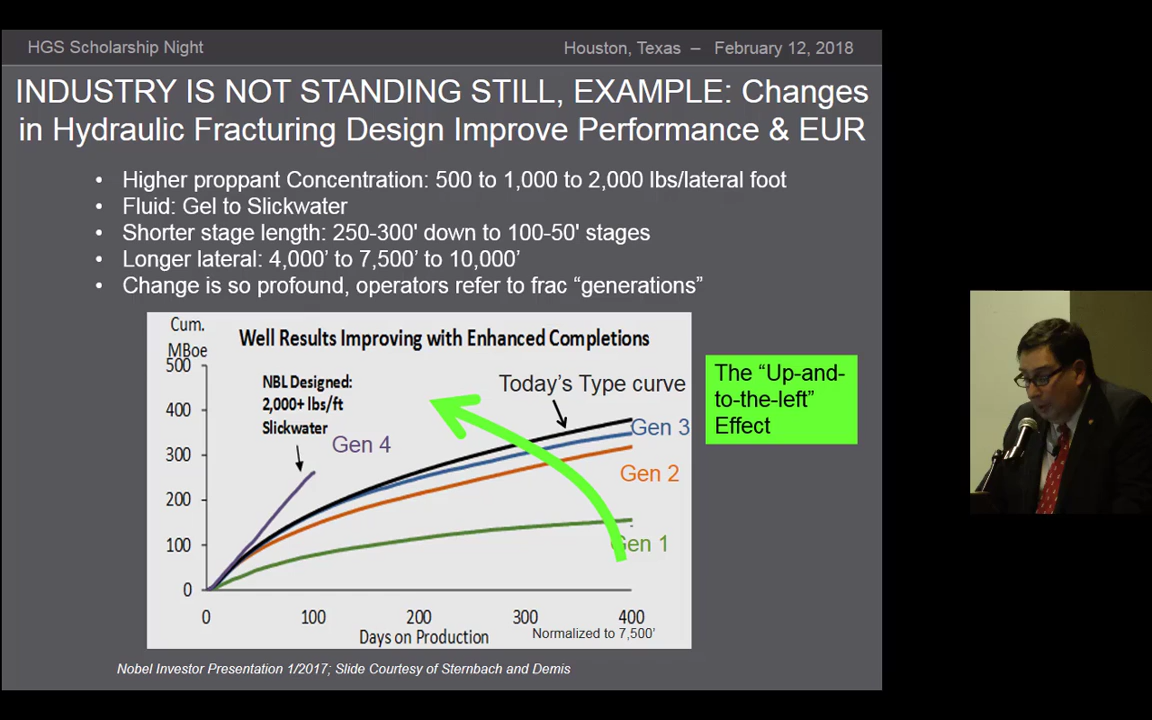 HGS Scholarship Night
Houston, Texas – February 12, 2018
INDUSTRY IS NOT STANDING STILL, EXAMPLE: Changes
in Hydraulic Fracturing Design Improve Performance & EUR
• Higher proppant Concentration: 500 to 1,000 to 2,000 lbs/lateral foot
• Fluid: Gel to Slickwater
• Shorter stage length: 250-300' down to 100-50' stages
• Longer lateral: 4,000’ to 7,500’ to 10,000’
• Change is so profound, operators refer to frac “generations”
Cum.
MBoe
Well Results Improving with Enhanced Completions
500
400
300
200
100
0
NBL Designed:
2,000+ lbs/ft
Slickwater
Gen 4
Today’s Type curve
Gen 3
Gen 2
Gen 1
0 100 200 300 400
Days on Production
Normalized to 7,500’
The “Up-and-
to-the-left”
Effect
Nobel Investor Presentation 1/2017; Slide Courtesy of Sternbach and Demis